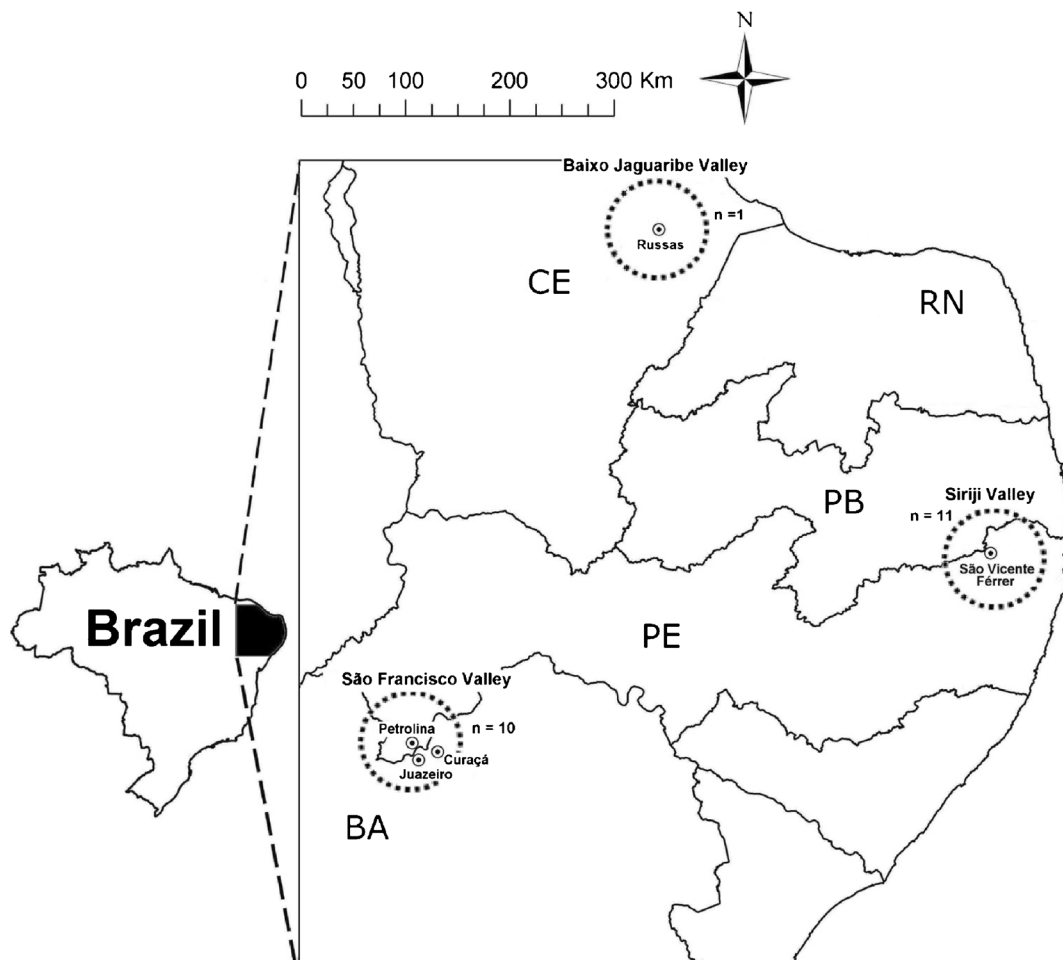 N
0 50 100 200 300 Km
Baixo Jaguaribe Valley
n =1
Russas
CE
RN
PB
Siriji Valley
n = 11
São Vicente
Férrer
Brazil
PE
São Francisco Valley
n = 10
Petrolina
Curaçá
Juazeiro
BA